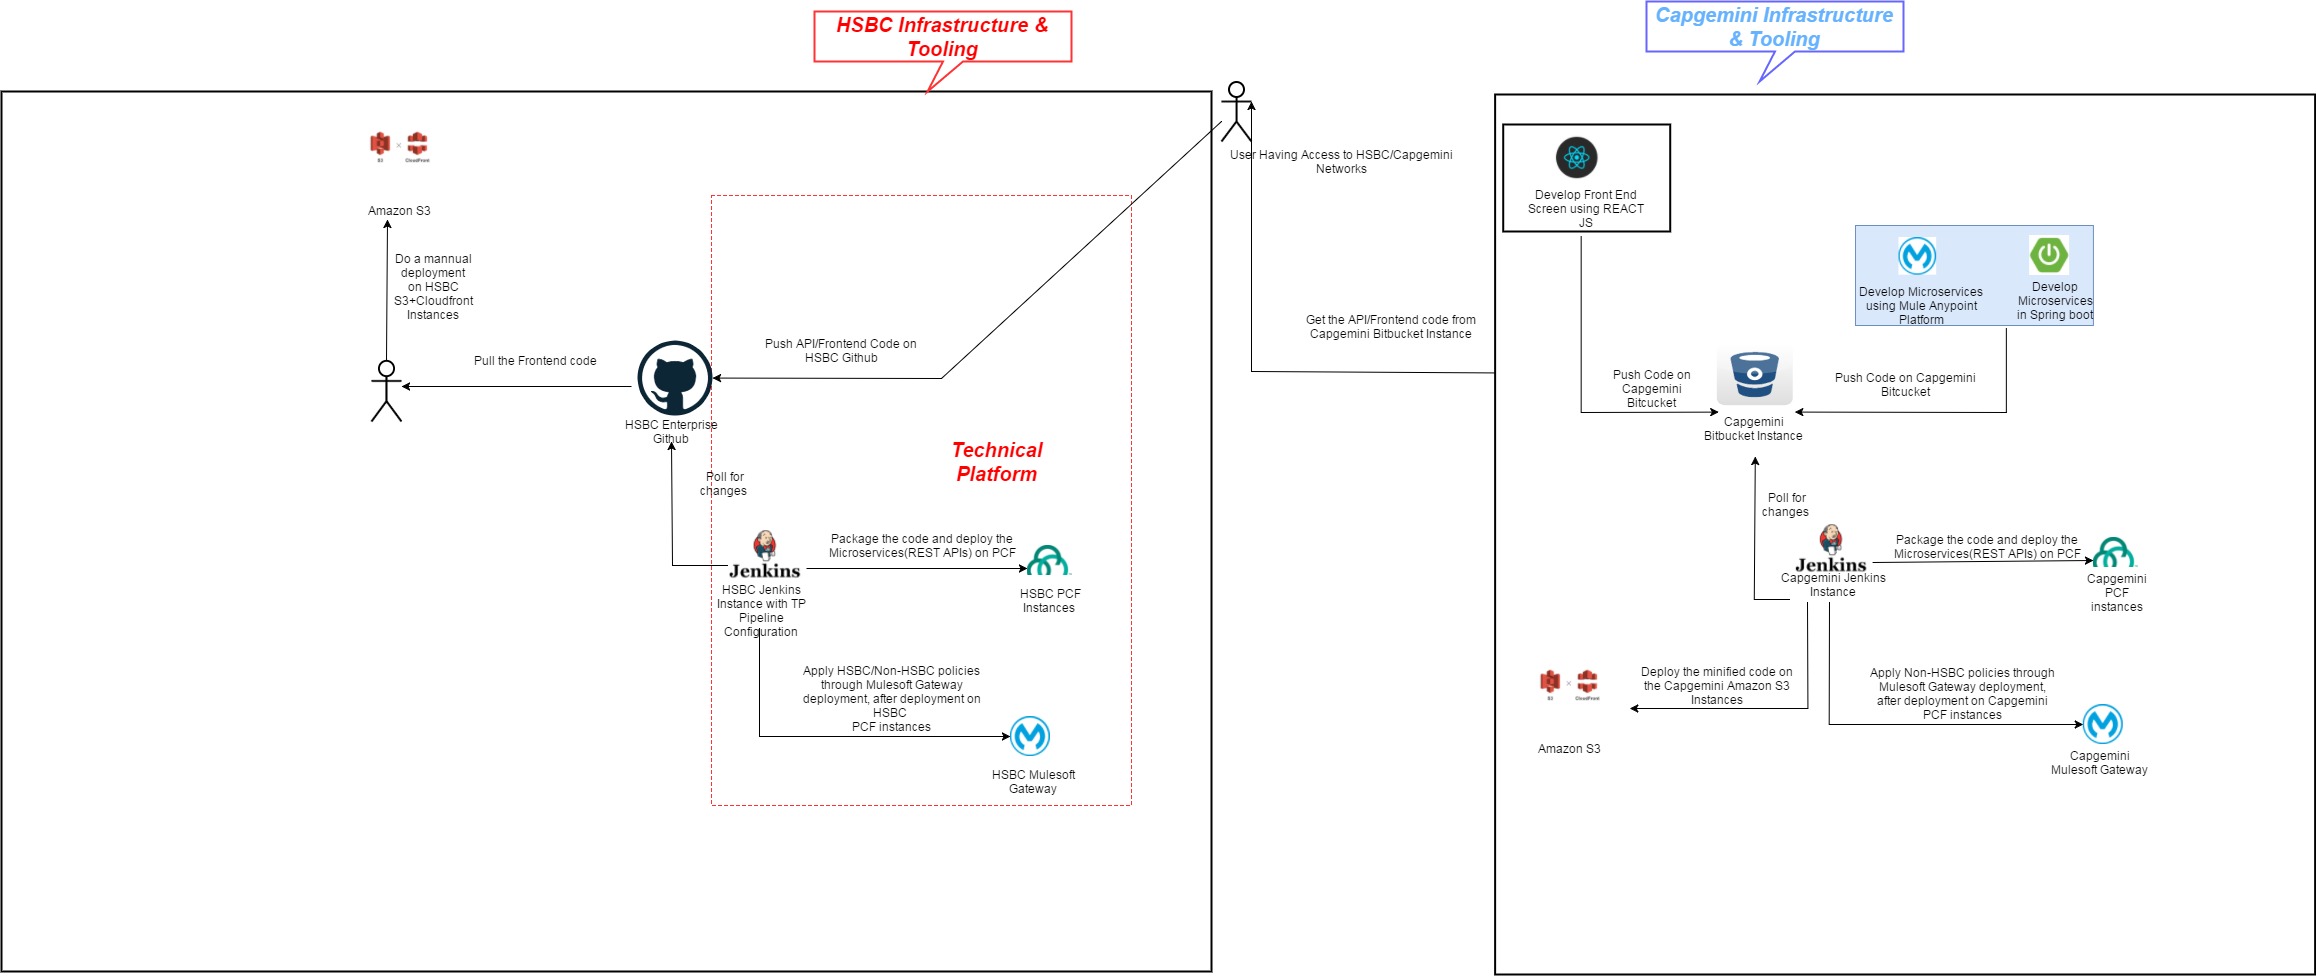 HSBC Infrastructure &
Tooling
Capgemini Infrastructure
& Tooling
S3
CloudFront
Amazon S3
Do a mannual
deployment
on HSBC
S3+Cloudfront
Instances
Pull the Frontend code
HSBC Enterprise
Github
Push API/Frontend Code on
HSBC Github
Technical
Platform
Poll for
changes
Jenkins
HSBC Jenkins
Instance with TP
Pipeline
Configuration
Package the code and deploy the
Microservices(REST APIs) on PCF
HSBC PCF
Instances
Apply HSBC/Non-HSBC policies
through Mulesoft Gateway
deployment, after deployment on
HSBC
PCF instances
HSBC Mulesoft
Gateway
User Having Access to HSBC/Capgemini
Networks
Get the API/Frontend code from
Capgemini Bitbucket Instance
Develop Front End
Screen using REACT
JS
Develop Microservices
using Mule Anypoint
Platform
Develop
Microservices
in Spring boot
Push Code on
Capgemini
Bitcucket
Push Code on Capgemini
Bitcucket
Capgemini
Bitbucket Instance
Poll for
changes
Jenkins
Capgemini Jenkins
Instance
Package the code and deploy the
Microservices(REST APIs) on PCF
Capgemini
PCF
instances
Deploy the minified code on
the Capgemini Amazon S3
Instances
S3
CloudFront
Amazon S3
Apply Non-HSBC policies through
Mulesoft Gateway deployment,
after deployment on Capgemini
PCF instances
Capgemini
Mulesoft Gateway